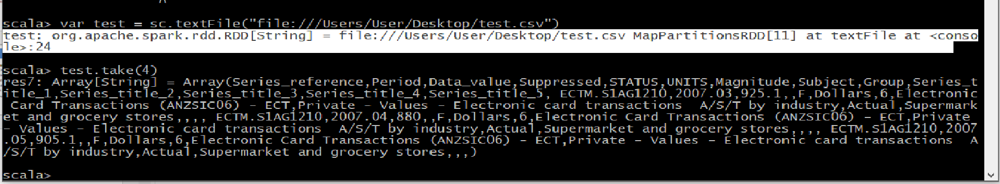 scala> var test = sc.textFile("file:///Users/User/Desktop/test.csv")
test: org.apache.spark.rdd.RDD[String] = file:///Users/User/Desktop/test.csv MapPartitionsRDD[11] at textFile at <conso
le>:24
scala> test.take(4)
res7: Array[String] = Array(Series_reference,Period,Data_value,Suppressed,STATUS,UNITS,Magnitude,Subject,Group,Series_t
itle_1,Series_title_2,Series_title_3,Series_title_4,Series_title_5, ECTM.S1AG1210,2007.03,925.1,,F,Dollars,6,Electronic
 Card Transactions (ANZSIC06) - ECT,Private - Values - Electronic card transactions  A/S/T by industry,Actual,Supermark
et and grocery stores,,,, ECTM.S1AG1210,2007.04,880,,F,Dollars,6,Electronic Card Transactions (ANZSIC06) - ECT,Private
- Values - Electronic card transactions  A/S/T by industry,Actual,Supermarket and grocery stores,,,, ECTM.S1AG1210,2007
.05,905.1,,F,Dollars,6,Electronic Card Transactions (ANZSIC06) - ECT,Private - Values - Electronic card transactions  A
/S/T by industry,Actual,Supermarket and grocery stores,,,)
scala>